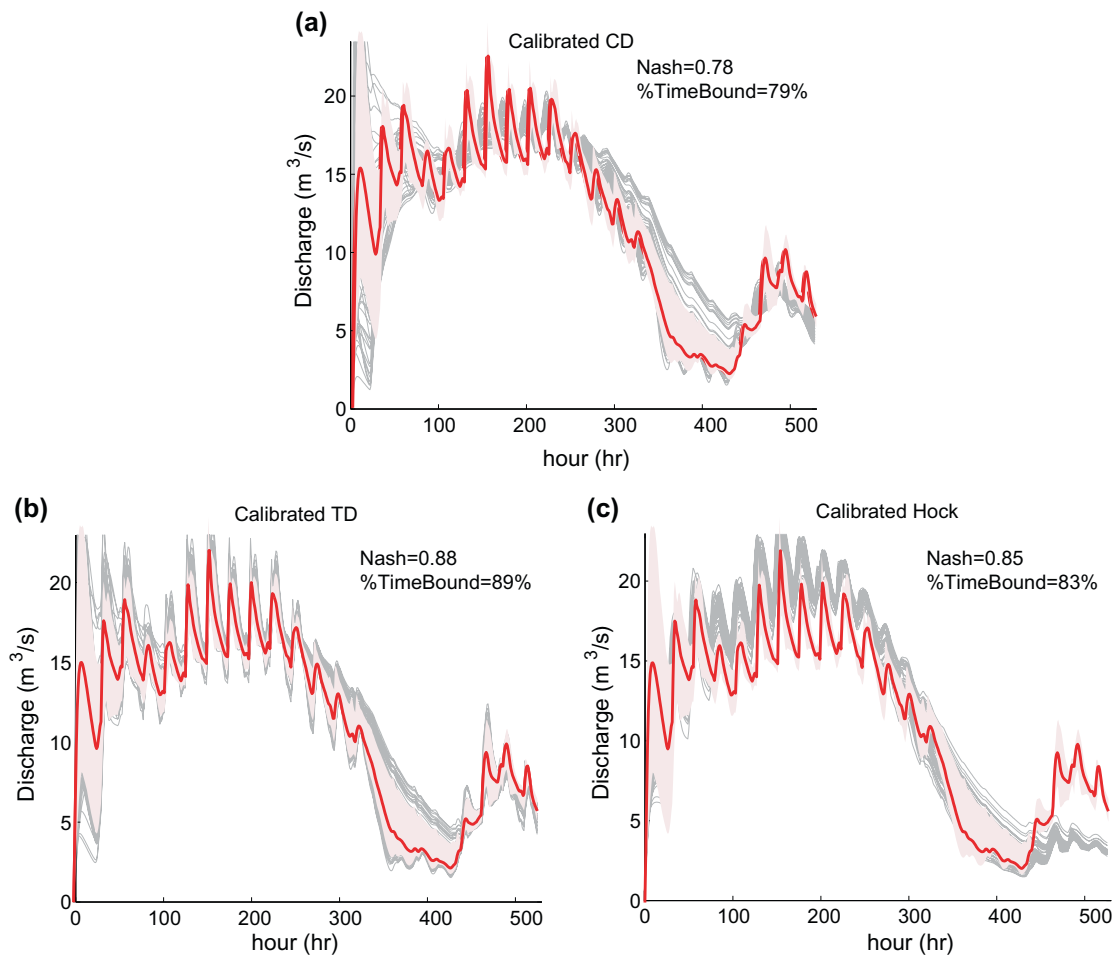 (a)
Calibrated CD
Nash=0.78
%TimeBound=79%
Discharge (m³/s)
20
15
10
5
0
0 100 200 300 400 500
hour (hr)
(b)
Calibrated TD
Nash=0.88
%TimeBound=89%
Discharge (m³/s)
20
15
10
5
0
0 100 200 300 400 500
hour (hr)
(c)
Calibrated Hock
Nash=0.85
%TimeBound=83%
Discharge (m³/s)
20
15
10
5
0
0 100 200 300 400 500
hour (hr)